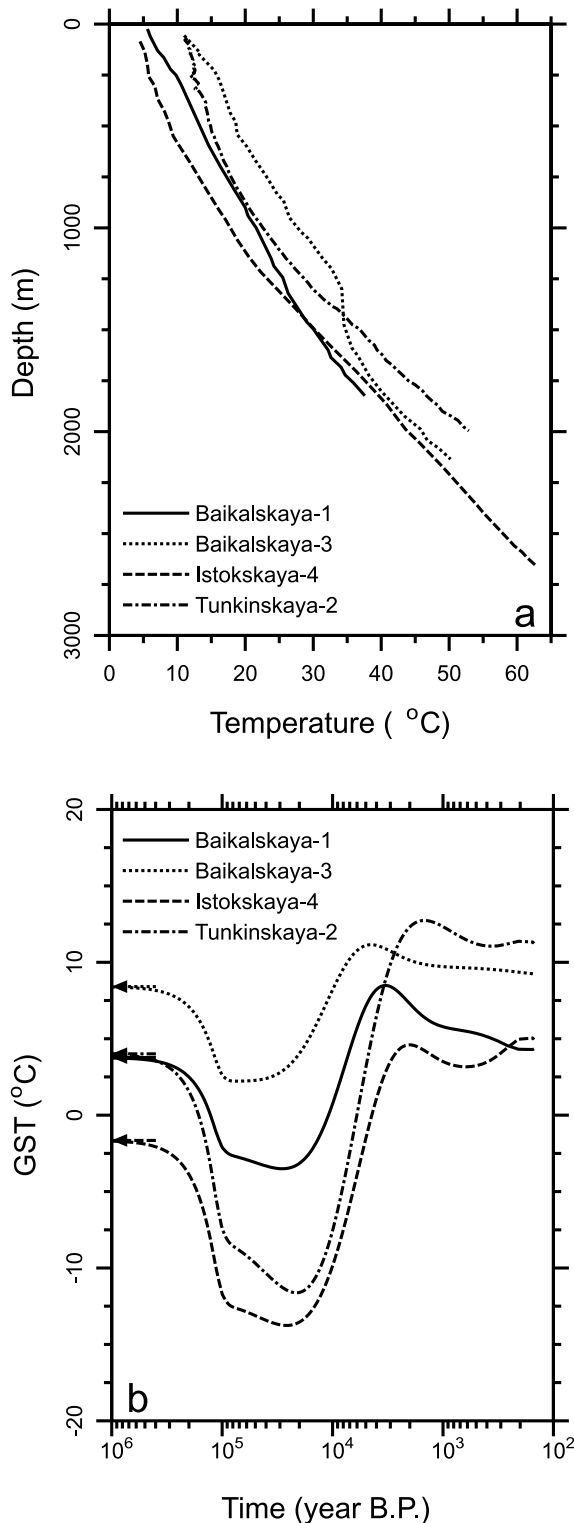 0
1000
2000
3000
Depth (m)
Baikalskaya-1
Baikalskaya-3
Istokskaya-4
Tunkinskaya-2
a
0 10 20 30 40 50 60
Temperature ( °C)
20
10
0
-10
-20
GST (°C)
Baikalskaya-1
Baikalskaya-3
Istokskaya-4
Tunkinskaya-2
b
10⁶ 10⁵ 10⁴ 10³ 10²
Time (year B.P.)